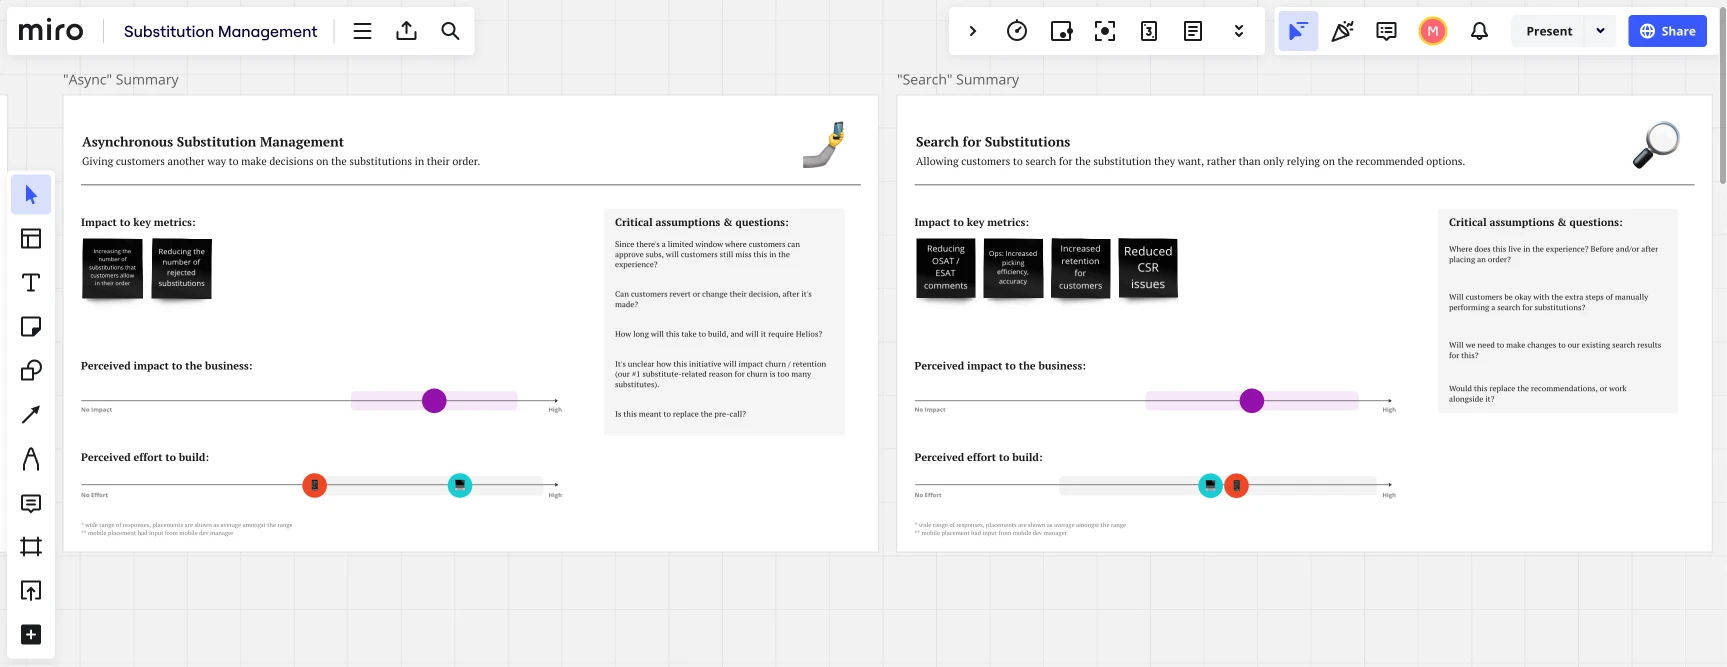 miro
Substitution Management
3
M
Present
Share
"Async" Summary
Asynchronous Substitution Management
Giving customers another way to make decisions on the substitutions in their order.
Impact to key metrics:
Increasing the
number of
substitutions that
customers allow
in their order
Reducing the
number of
rejected
substitutions
Critical assumptions & questions:
Since there's a limited window where customers can
approve subs, will customers still miss this in the
experience?
Can customers revert or change their decision, after it's
made?
How long will this take to build, and will it require Helios?
It's unclear how this initiative will impact churn / retention
(our #1 substitute-related reason for churn is too many
substitutes).
Is this meant to replace the pre-call?
Perceived impact to the business:
No Impact
High
Perceived effort to build:
No Effort
High
* wide range of responses, placements are shown as average amongst the range
** mobile placement had input from mobile dev manager
"Search" Summary
Search for Substitutions
Allowing customers to search for the substitution they want, rather than only relying on the recommended options.
Impact to key metrics:
Reducing
OSAT /
ESAT
comments
Ops: Increased
picking
efficiency,
accuracy
Increased
retention
for
customers
Reduced
CSR
issues
Critical assumptions & questions:
Where does this live in the experience? Before and/or after
placing an order?
Will customers be okay with the extra steps of manually
performing a search for substitutions?
Will we need to make changes to our existing search results
for this?
Would this replace the recommendations, or work
alongside it?
Perceived impact to the business:
No Impact
High
Perceived effort to build:
No Effort
High
* wide range of responses, placements are shown as average amongst the range
** mobile placement had input from mobile dev manager